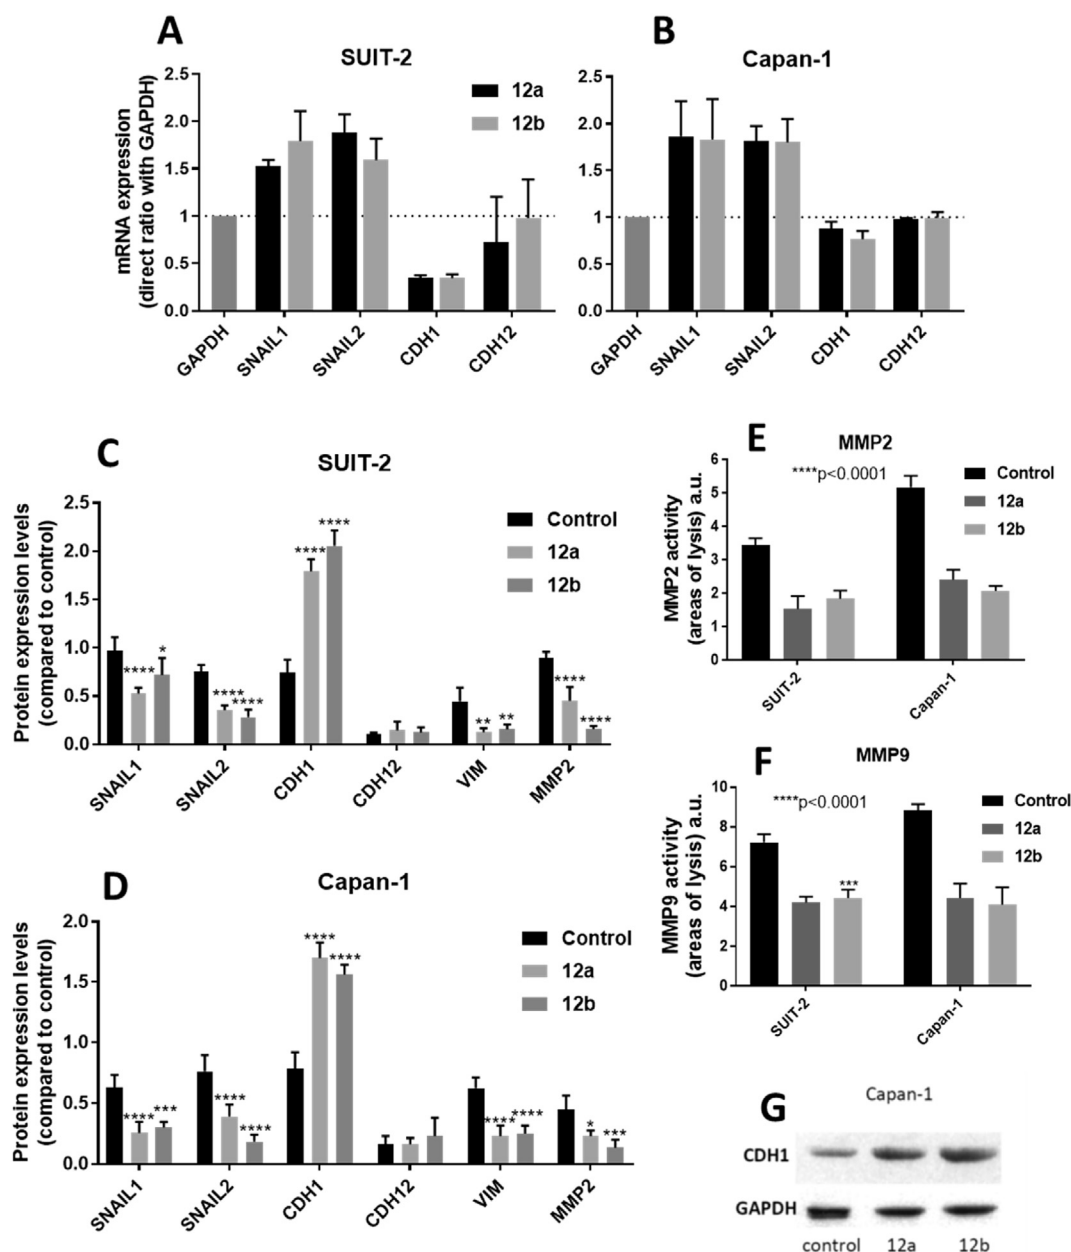 A
SUIT-2
mRNA expression
(direct ratio with GAPDH)
2.5
2.0
1.5
1
0.5
0.0
12a
12b
GAPDH
SNAIL1
SNAIL2
CDH1
CDH12
B
Capan-1
2.5
2.0
1.5
1
0.5
0.0
GAPDH
SNAIL1
SNAIL2
CDH1
CDH12
C
SUIT-2
Protein expression levels
(compared to control)
2.5
2.0
1.5
1.0
0.5
0.0
Control
12a
12b
**** *
**** ****
**** ****
** **
**** ****
SNAIL1
SNAIL2
CDH1
CDH12
VIM
MMP2
D
Capan-1
Protein expression levels
(compared to control)
2.0
1.5
1.0
0.5
0.0
Control
12a
12b
**** ***
**** ****
**** ****
**** ****
* ***
SNAIL1
SNAIL2
CDH1
CDH12
VIM
MMP2
E
MMP2
****p<0.0001
MMP2 activity
(areas of lysis) a.u.
6
5
4
3
2
1
0
Control
12a
12b
SUIT-2
Capan-1
F
MMP9
****p<0.0001
MMP9 activity
(areas of lysis) a.u.
10
8
6
4
2
0
Control
12a
12b
***
SUIT-2
Capan-1
G
Capan-1
CDH1
GAPDH
control 12a 12b